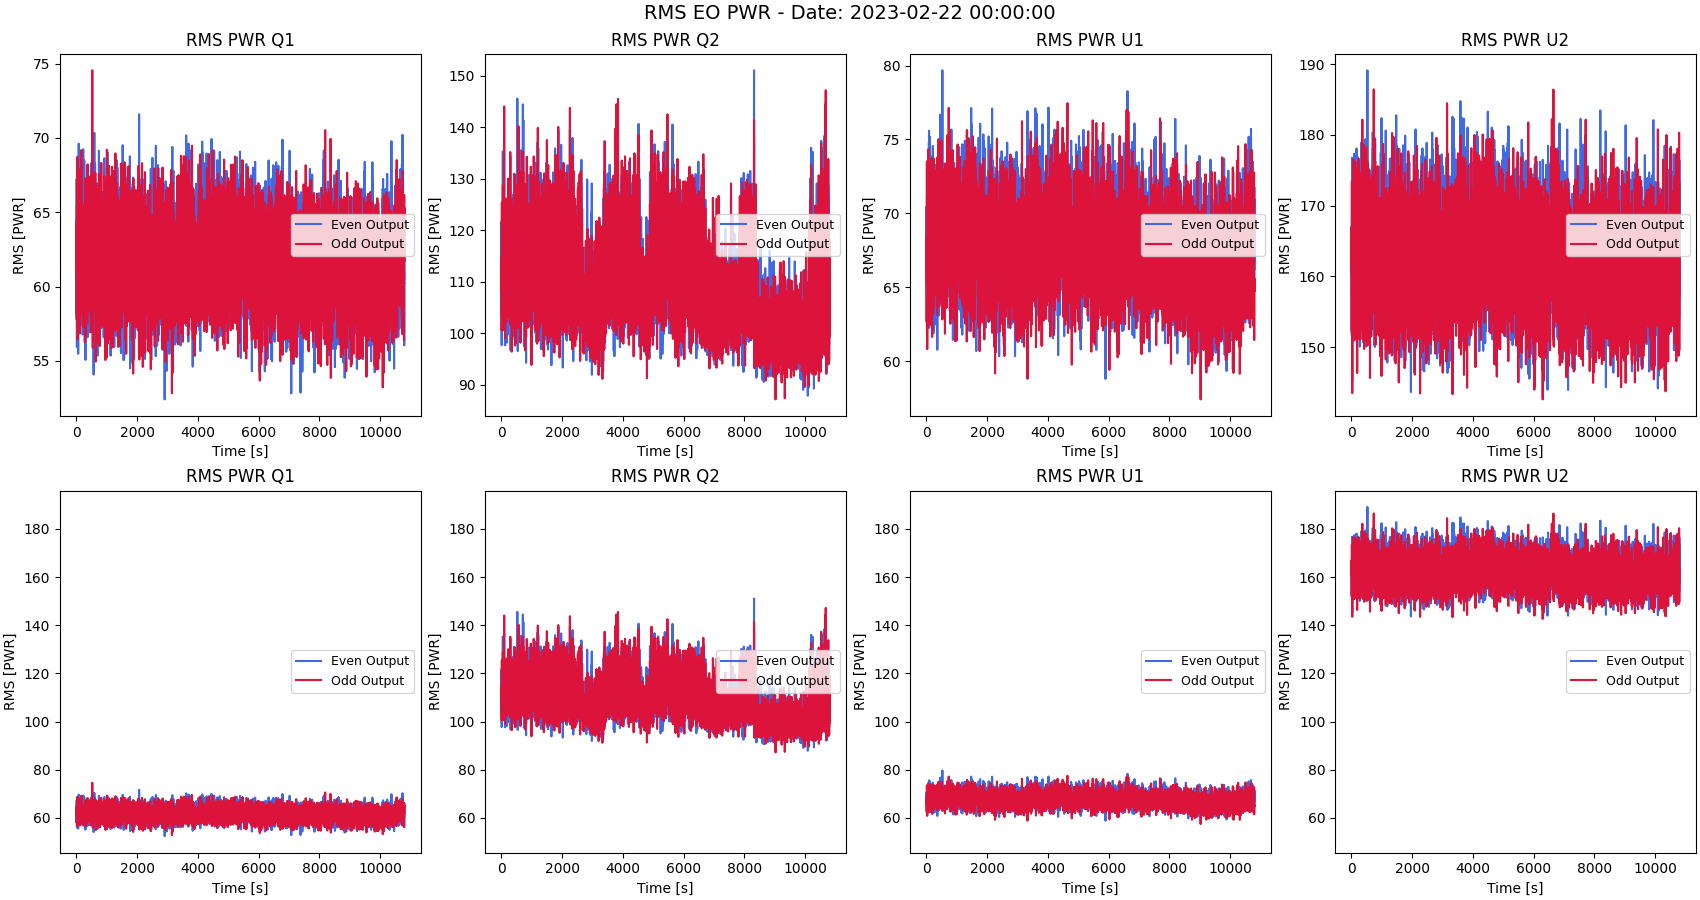 RMS EO PWR - Date: 2023-02-22 00:00:00
RMS PWR Q1
RMS [PWR]
75
70
65
60
55
Even Output
Odd Output
0 2000 4000 6000 8000 10000
Time [s]
RMS PWR Q2
RMS [PWR]
150
140
130
120
110
100
90
Even Output
Odd Output
0 2000 4000 6000 8000 10000
Time [s]
RMS PWR U1
RMS [PWR]
80
75
70
65
60
Even Output
Odd Output
0 2000 4000 6000 8000 10000
Time [s]
RMS PWR U2
RMS [PWR]
190
180
170
160
150
Even Output
Odd Output
0 2000 4000 6000 8000 10000
Time [s]
RMS PWR Q1
RMS [PWR]
180
160
140
120
100
80
60
Even Output
Odd Output
0 2000 4000 6000 8000 10000
Time [s]
RMS PWR Q2
RMS [PWR]
180
160
140
120
100
80
60
Even Output
Odd Output
0 2000 4000 6000 8000 10000
Time [s]
RMS PWR U1
RMS [PWR]
180
160
140
120
100
80
60
Even Output
Odd Output
0 2000 4000 6000 8000 10000
Time [s]
RMS PWR U2
RMS [PWR]
180
160
140
120
100
80
60
Even Output
Odd Output
0 2000 4000 6000 8000 10000
Time [s]